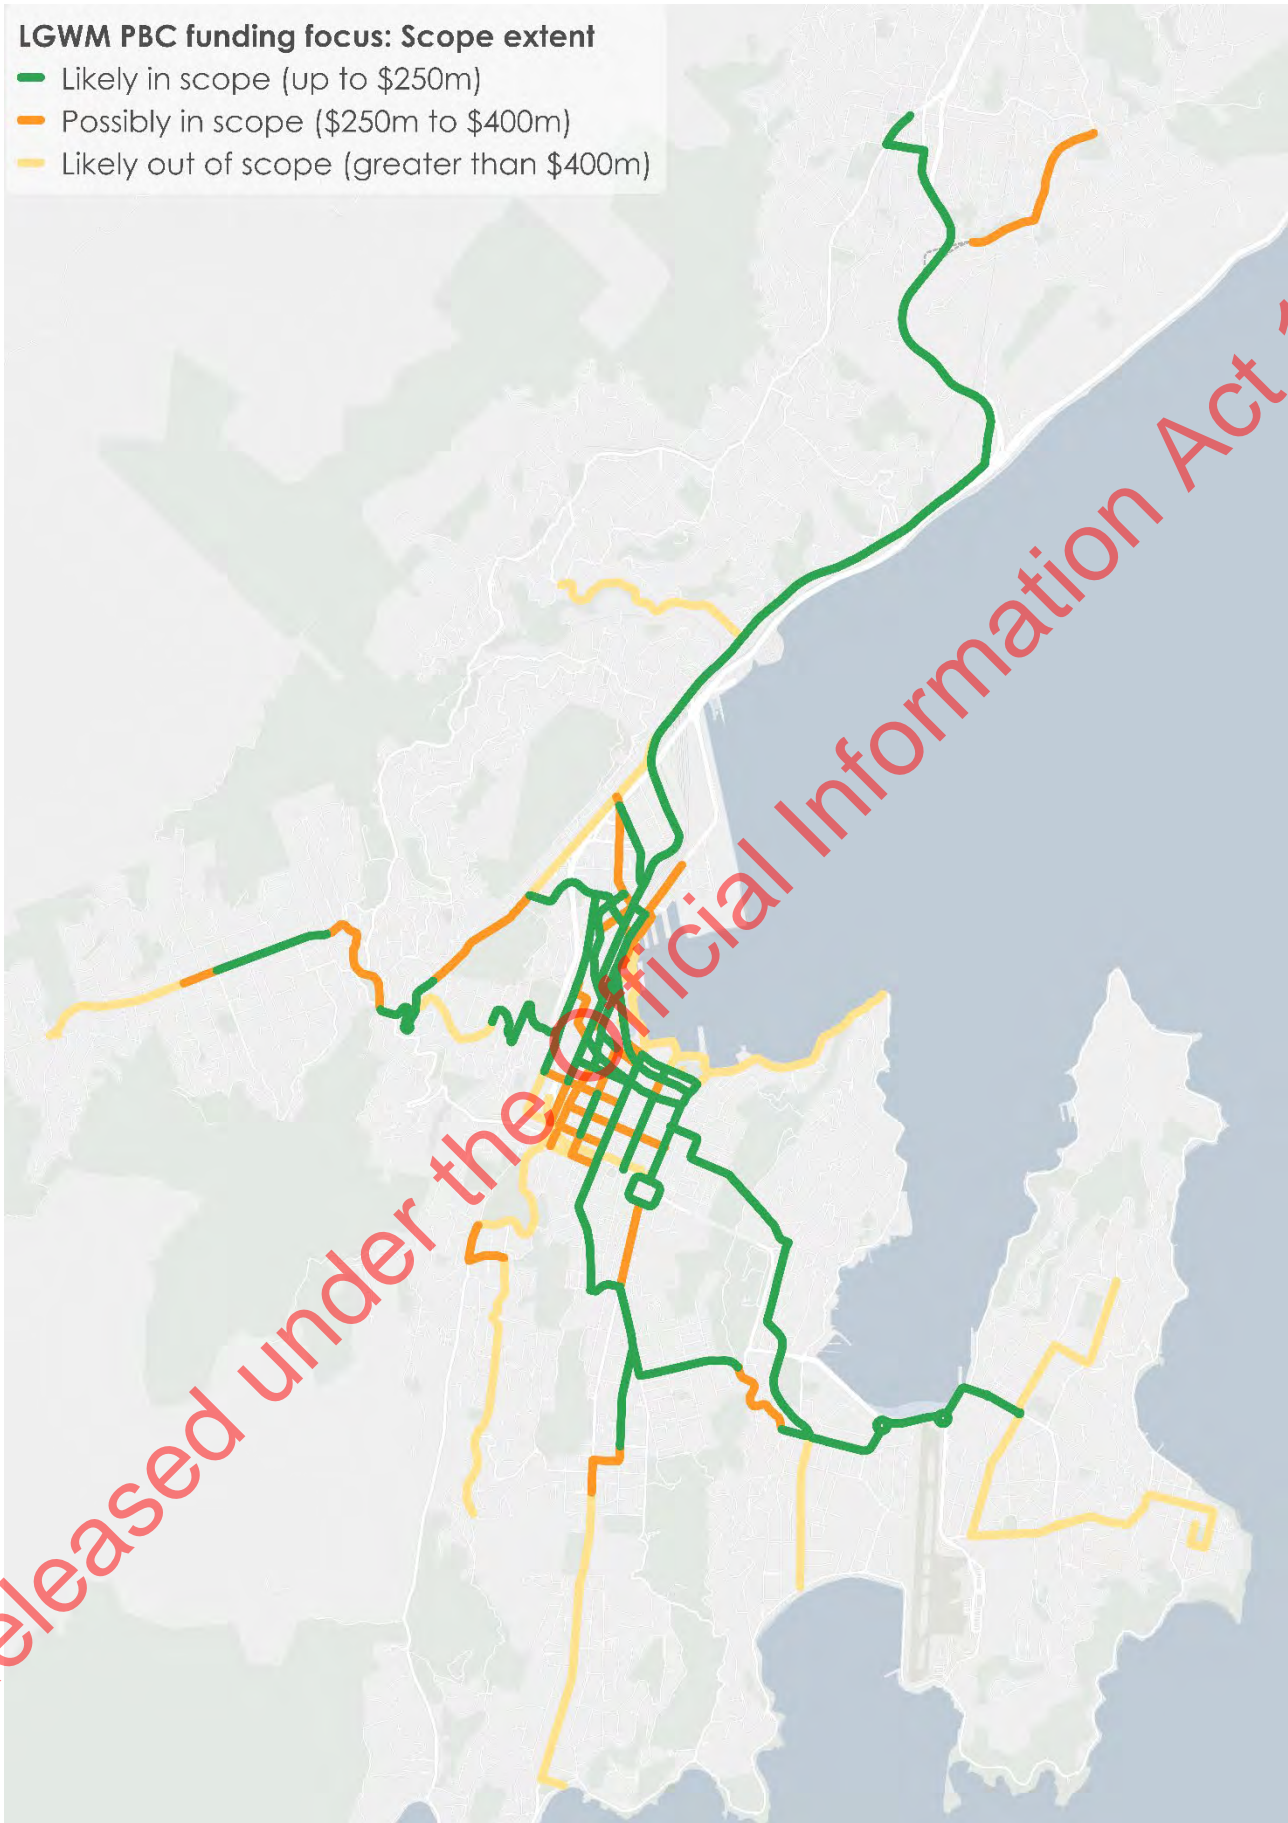 LGWM PBC funding focus: Scope extent
Likely in scope (up to $250m)
Possibly in scope ($250m to $400m)
Likely out of scope (greater than $400m)
eleased under the Official Information Act 1